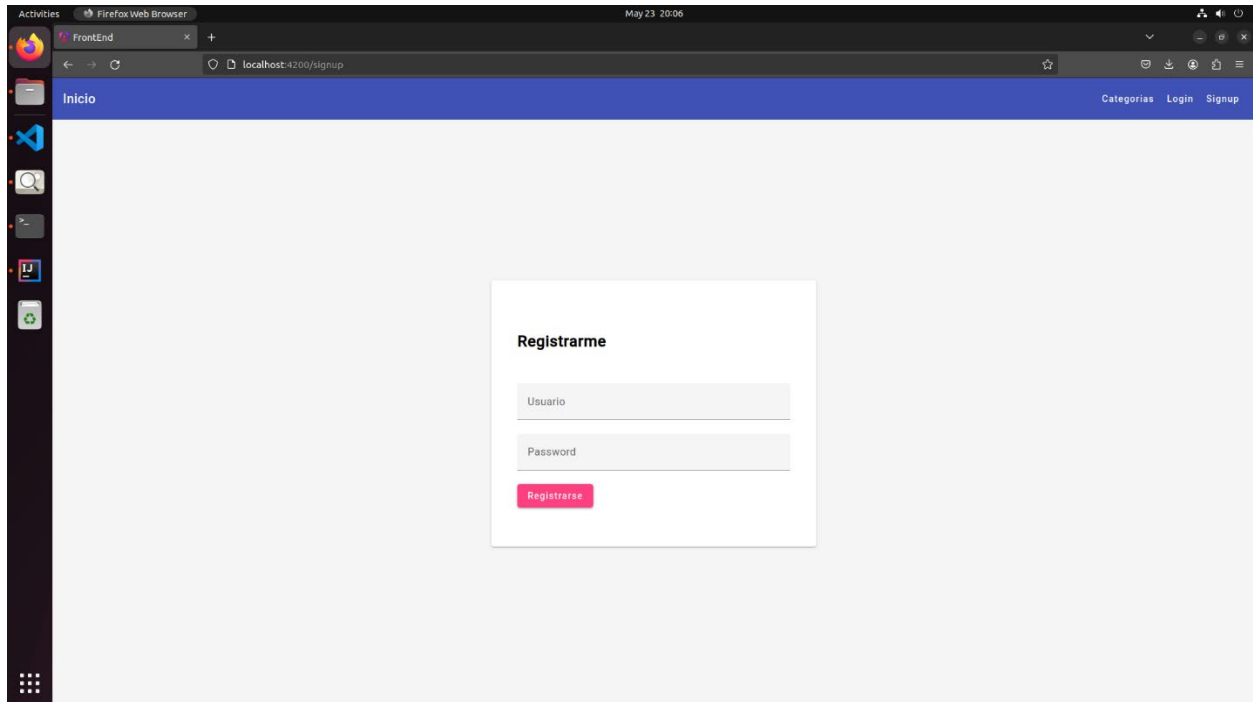 Activities Firefox Web Browser May 23 20:06
FrontEnd
localhost:4200/signup
Inicio Categorias Login Signup
Registrarme
Usuario
Password
Registrarse